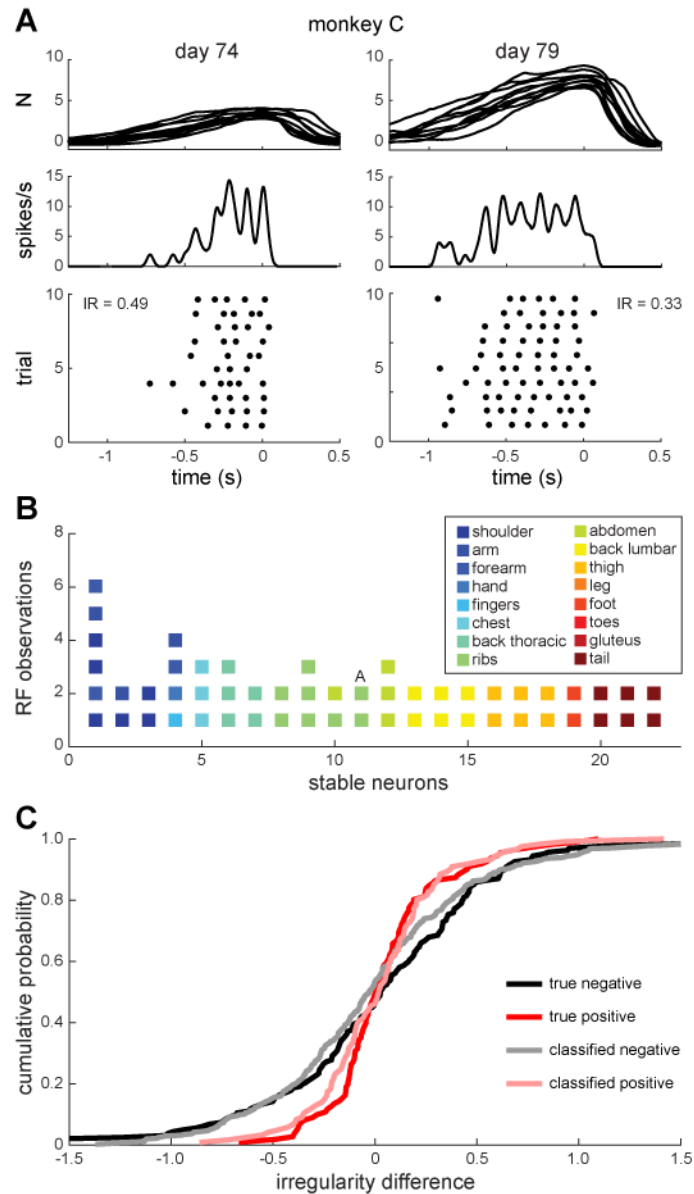 A
monkey C
day 74 day 79
10 10
N
5 5
0 0
-1 0 -1 0
15 15
spikes/s
10 10
5 5
0 0
10 10
IR = 0.49 IR = 0.33
trial
5 5
0 0
-1 -0.5 0 0.5 -1 -0.5 0 0.5
time (s) time (s)
B
8
6
4
2
0
RF observations
shoulder abdomen
arm back lumbar
forearm thigh
hand leg
fingers foot
chest toes
back thoracic gluteus
ribs tail
A
0 5 10 15 20
stable neurons
C
1.0
0.8
0.6
0.4
0.2
0
cumulative probability
true negative
true positive
classified negative
classified positive
-1.5 -1.0 -0.5 0 0.5 1.0 1.5
irregularity difference